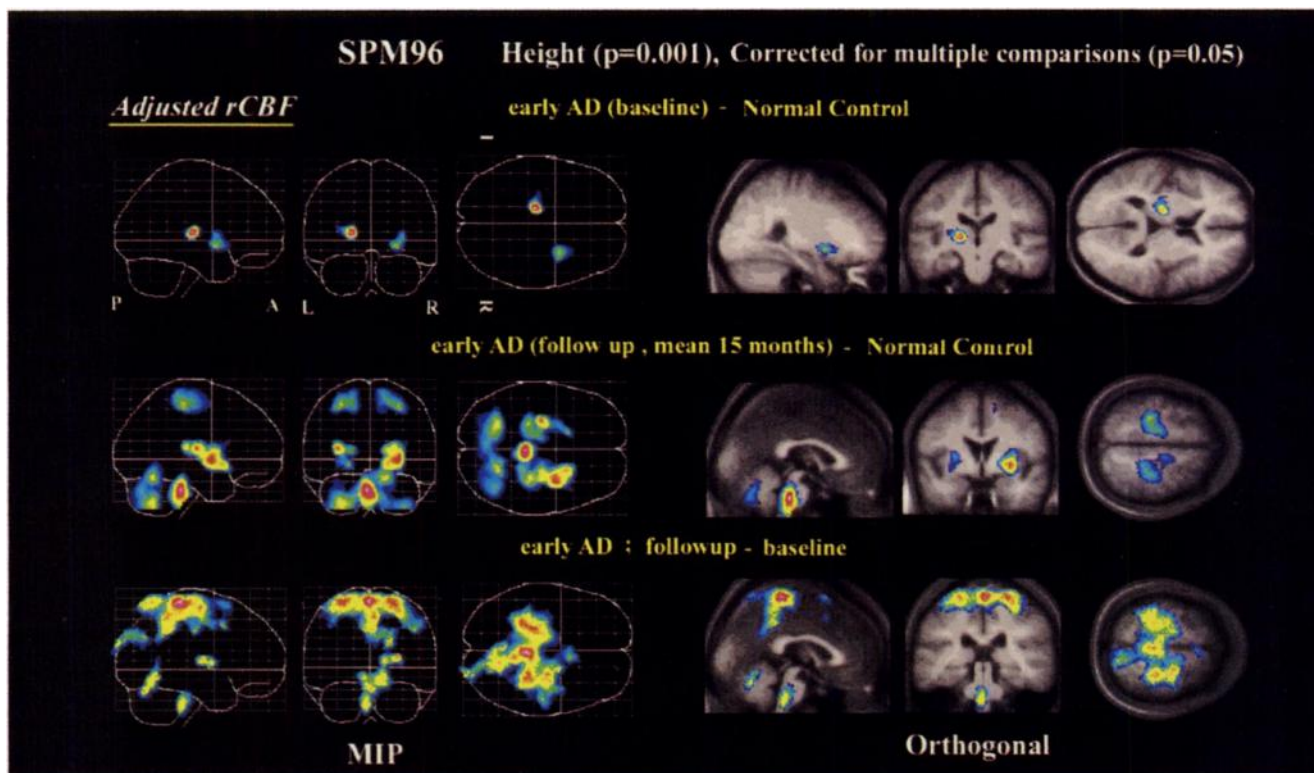 SPM96 Height (p=0.001), Corrected for multiple comparisons (p=0.05)
Adjusted rCBF
early AD (baseline) - Normal Control
P A L R
l
R
early AD (follow up , mean 15 months) - Normal Control
early AD : followup - baseline
MIP
Orthogonal